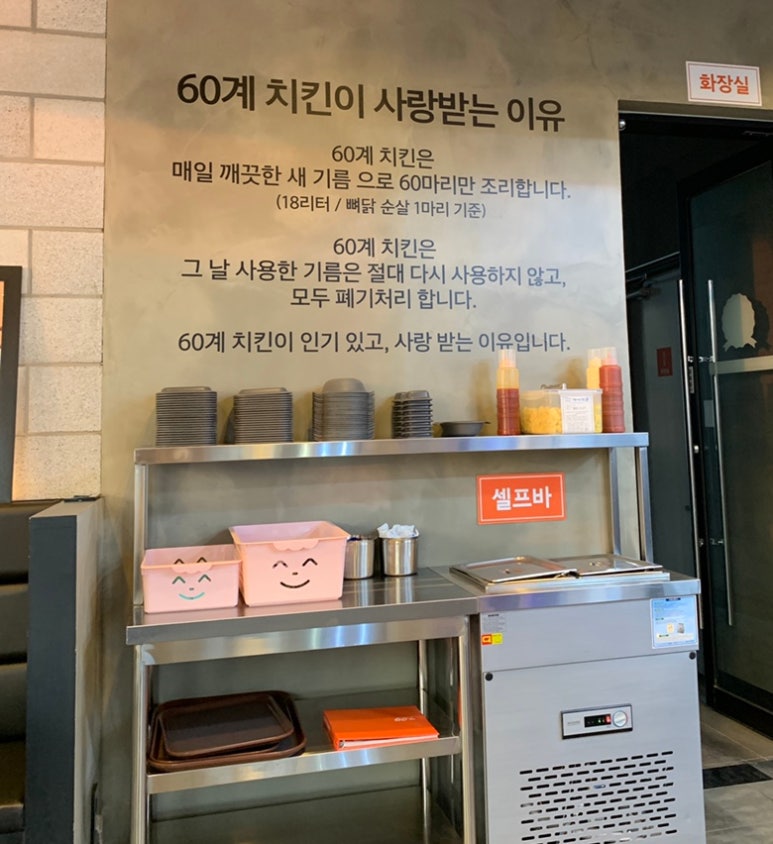 60계 치킨이 사랑받는 이유
화장실
60계 치킨은
매일 깨끗한 새 기름 으로 60마리만 조리합니다.
(18리터 / 뼈닭 순살 1마리 기준)
60계 치킨은
그 날 사용한 기름은 절대 다시 사용하지 않고,
모두 폐기처리 합니다.
60계 치킨이 인기 있고, 사랑 받는 이유입니다.
셀프바